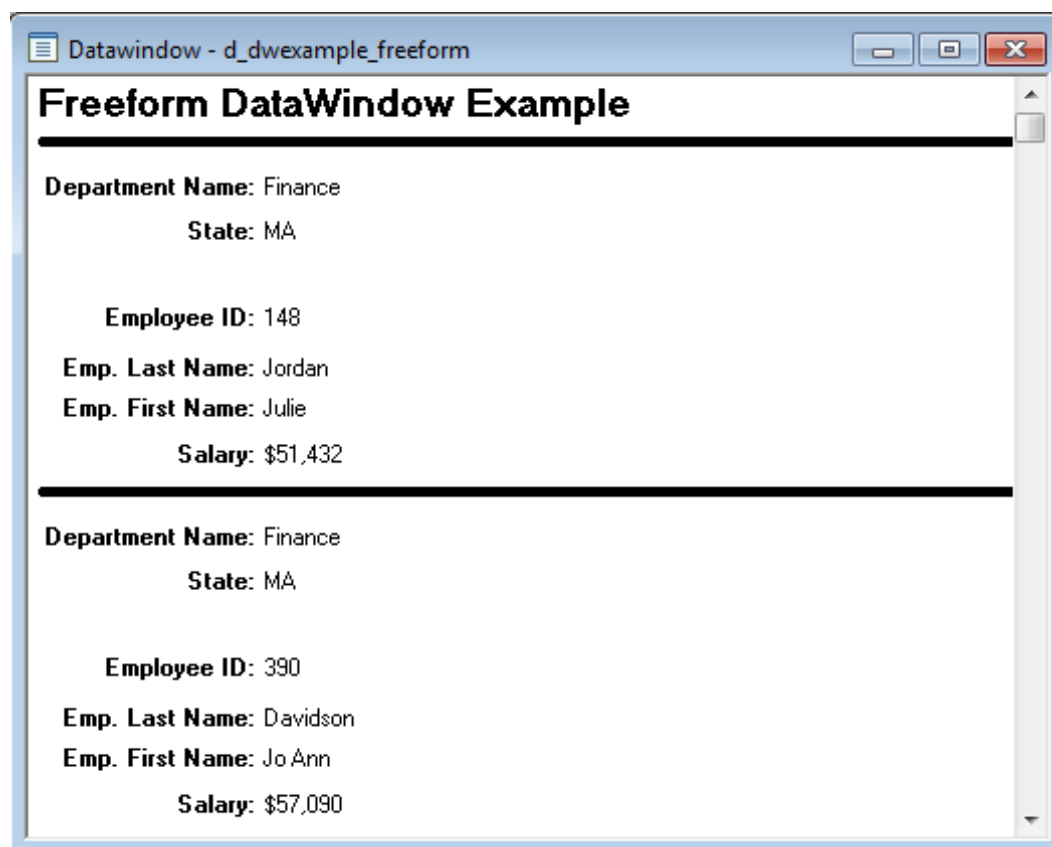 Datawindow - d_dwexample_freeform
Freeform DataWindow Example
Department Name: Finance
State: MA
Employee ID: 148
Emp. Last Name: Jordan
Emp. First Name: Julie
Salary: $51,432
Department Name: Finance
State: MA
Employee ID: 390
Emp. Last Name: Davidson
Emp. First Name: Jo Ann
Salary: $57,090